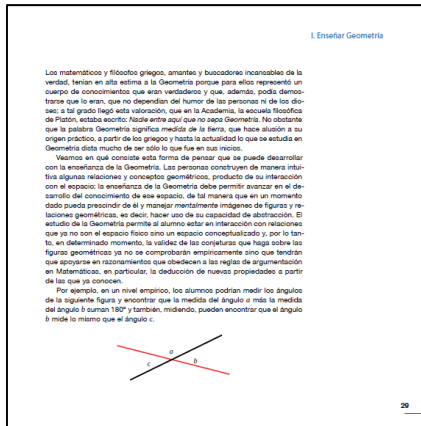 I. Enseñar Geometría
Los matemáticos y filósofos griegos, amantes y buscadores incansables de la
verdad, tenían en alta estima a la Geometría porque para ellos representó un
cuerpo de conocimientos que eran verdaderos y que, además, podía demos-
trarse que lo eran, que no dependían del humor de las personas ni de los dio-
ses; a tal grado llegó esta valoración, que en la Academia, la escuela filosófica
de Platón, estaba escrito: Nadie entre aquí que no sepa Geometría. No obstante
que la palabra Geometría significa medida de la tierra, que hace alusión a su
origen práctico, a partir de los griegos y hasta la actualidad lo que se estudia en
Geometría dista mucho de ser sólo lo que fue en sus inicios.
Veamos en qué consiste esta forma de pensar que se puede desarrollar
con la enseñanza de la Geometría. Las personas construyen de manera intui-
tiva algunas relaciones y conceptos geométricos, producto de su interacción
con el espacio; la enseñanza de la Geometría debe permitir avanzar en el de-
sarrollo del conocimiento de ese espacio, de tal manera que en un momento
dado pueda prescindir de él y manejar mentalmente imágenes de figuras y re-
laciones geométricas, es decir, hacer uso de su capacidad de abstracción. El
estudio de la Geometría permite al alumno estar en interacción con relaciones
que ya no son el espacio físico sino un espacio conceptualizado y, por lo tan-
to, en determinado momento, la validez de las conjeturas que haga sobre las
figuras geométricas ya no se comprobarán empíricamente sino que tendrán
que apoyarse en razonamientos que obedecen a las reglas de argumentación
en Matemáticas, en particular, la deducción de nuevas propiedades a partir
de las que ya conocen.
Por ejemplo, en un nivel empírico, los alumnos podrían medir los ángulos
de la siguiente figura y encontrar que la medida del ángulo a más la medida
del ángulo b suman 180° y también, midiendo, pueden encontrar que el ángulo
b mide lo mismo que el ángulo c.
a
c b
29